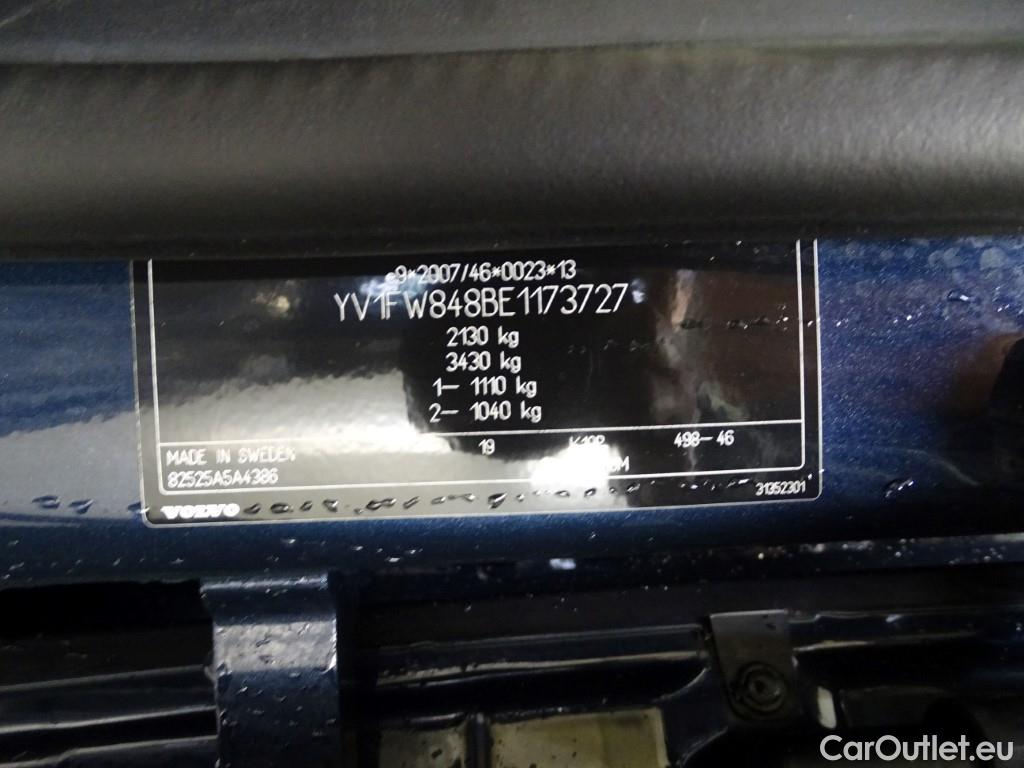 e9*2007/46*0023*13
YV1FW848BE1173727
2130 kg
3430 kg
1– 1110 kg
2– 1040 kg
MADE IN SWEDEN 19 498–46
82525A5A4386
31352301
VOLVO
CarOutlet.eu